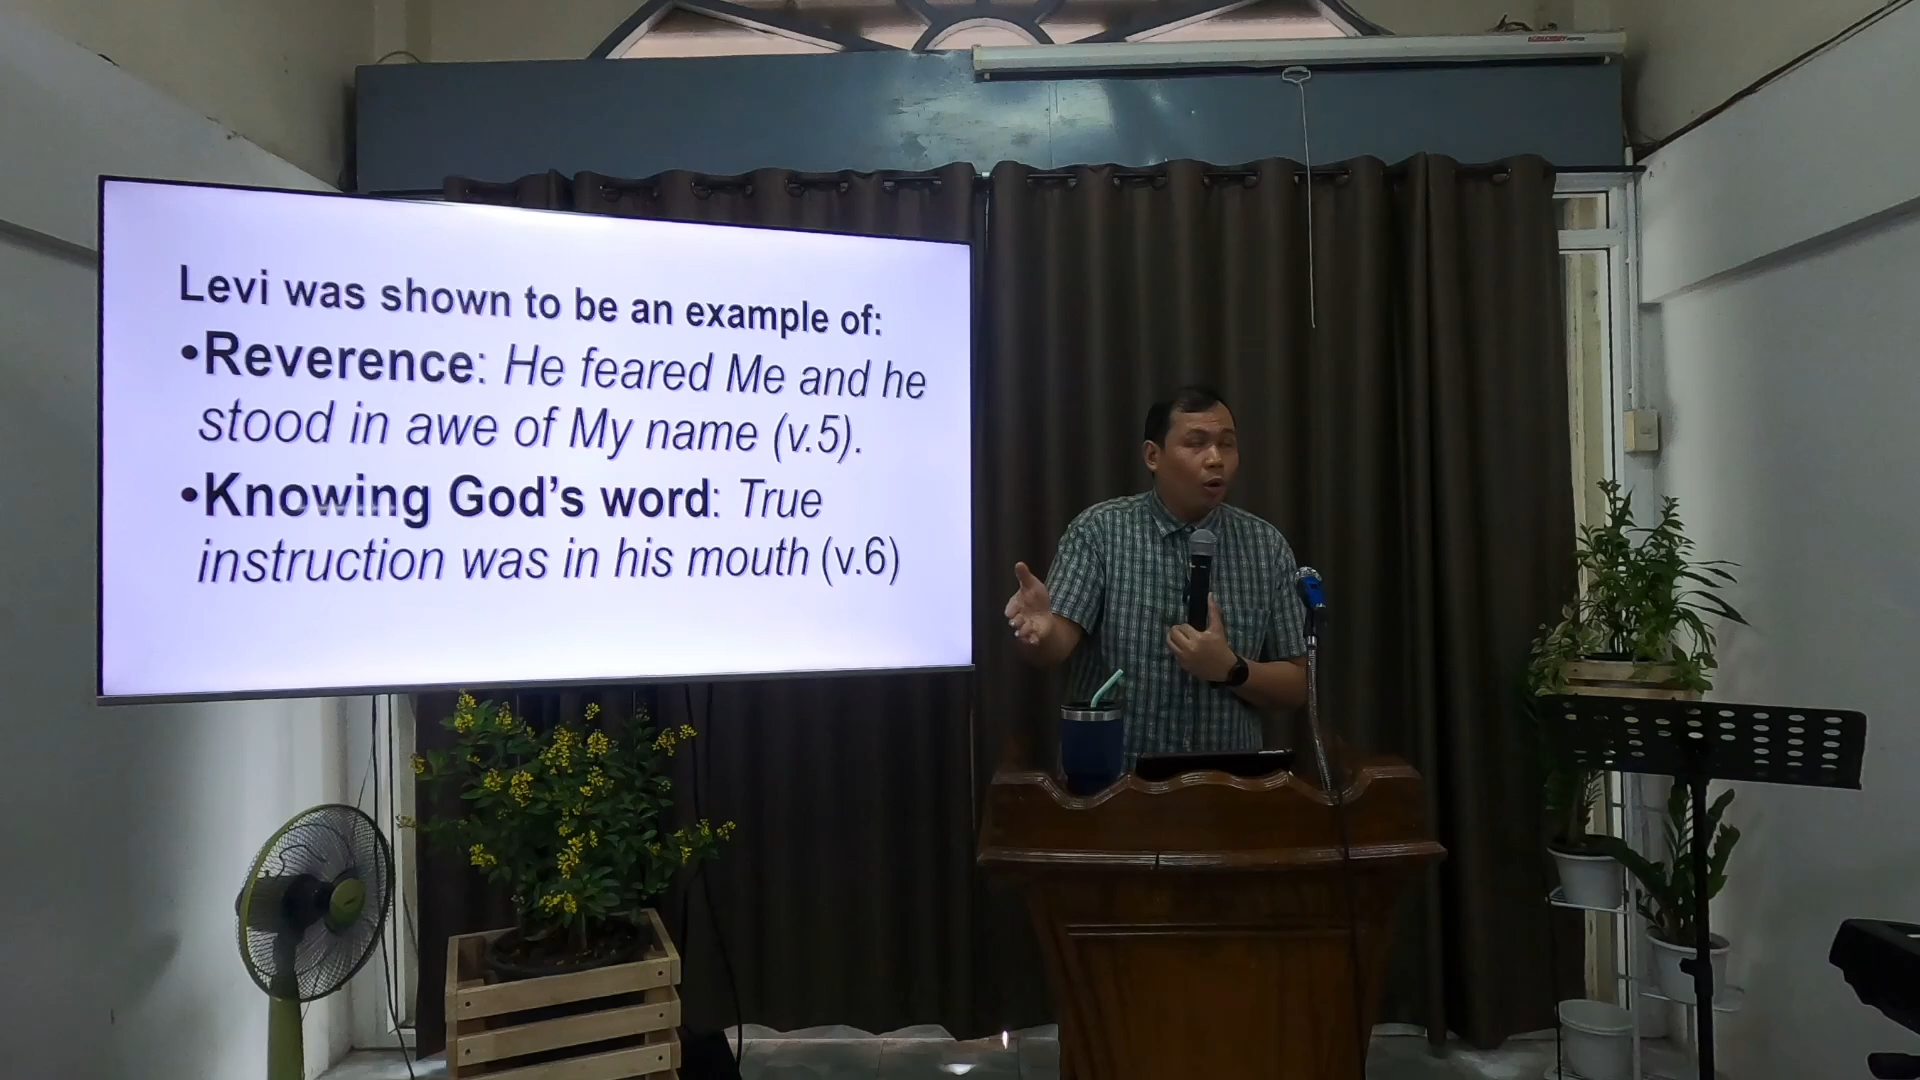 Levi was shown to be an example of:
•Reverence: He feared Me and he
stood in awe of My name (v.5).
•Knowing God’s word: True
instruction was in his mouth (v.6)